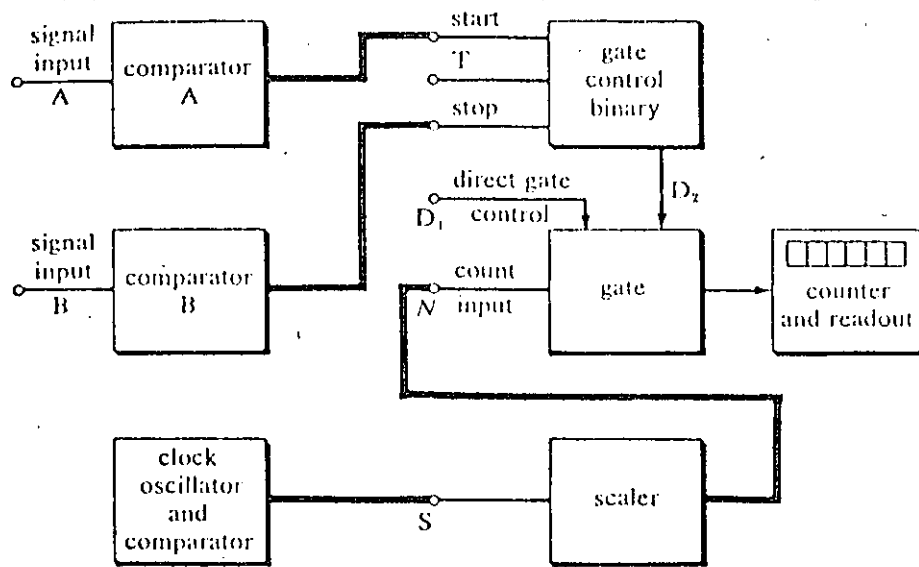 signal
input
A
comparator
A
start
T
stop
gate
control
binary
D₂
direct gate
control
D₁
signal
input
B
comparator
B
count
input
N
gate
counter
and readout
clock
oscillator
and
comparator
S
scaler